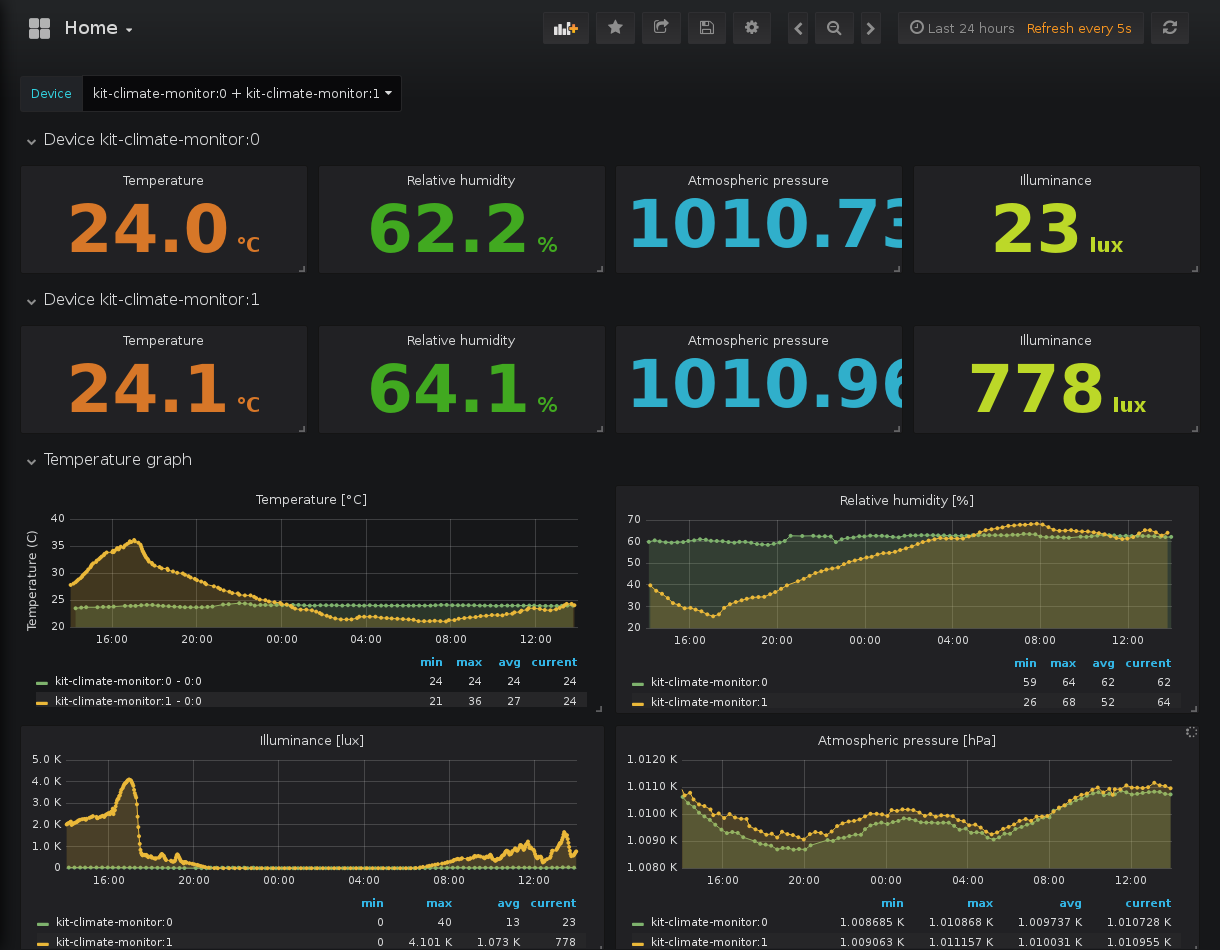 Home
Last 24 hours Refresh every 5s
Device kit-climate-monitor:0 + kit-climate-monitor:1
Device kit-climate-monitor:0
Temperature Relative humidity Atmospheric pressure Illuminance
24.0 °C 62.2 % 1010.73 23 lux
Device kit-climate-monitor:1
Temperature Relative humidity Atmospheric pressure Illuminance
24.1 °C 64.1 % 1010.96 778 lux
Temperature graph
Temperature [°C]
Temperature (C)
40
35
30
25
20
16:00 20:00 00:00 04:00 08:00 12:00
min max avg current
kit-climate-monitor:0 - 0:0 24 24 24 24
kit-climate-monitor:1 - 0:0 21 36 27 24
Relative humidity [%]
70
60
50
40
30
20
16:00 20:00 00:00 04:00 08:00 12:00
min max avg current
kit-climate-monitor:0 59 64 62 62
kit-climate-monitor:1 26 68 52 64
Illuminance [lux]
5.0 K
4.0 K
3.0 K
2.0 K
1.0 K
0
16:00 20:00 00:00 04:00 08:00 12:00
min max avg current
kit-climate-monitor:0 0 40 13 23
kit-climate-monitor:1 0 4.101 K 1.073 K 778
Atmospheric pressure [hPa]
1.0120 K
1.0110 K
1.0100 K
1.0090 K
1.0080 K
16:00 20:00 00:00 04:00 08:00 12:00
min max avg current
kit-climate-monitor:0 1.008685 K 1.010868 K 1.009737 K 1.010728 K
kit-climate-monitor:1 1.009063 K 1.011157 K 1.010031 K 1.010955 K